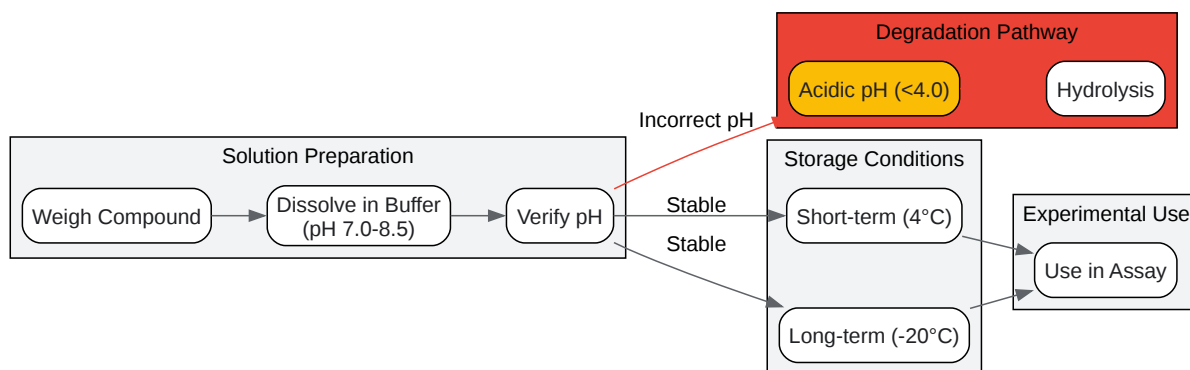 Degradation Pathway
Acidic pH (<4.0)
Hydrolysis
Incorrect pH
Solution Preparation
Storage Conditions
Weigh Compound
Dissolve in Buffer
(pH 7.0-8.5)
Verify pH
Stable
Short-term (4°C)
Experimental Use
Stable
Use in Assay
Long-term (-20°C)